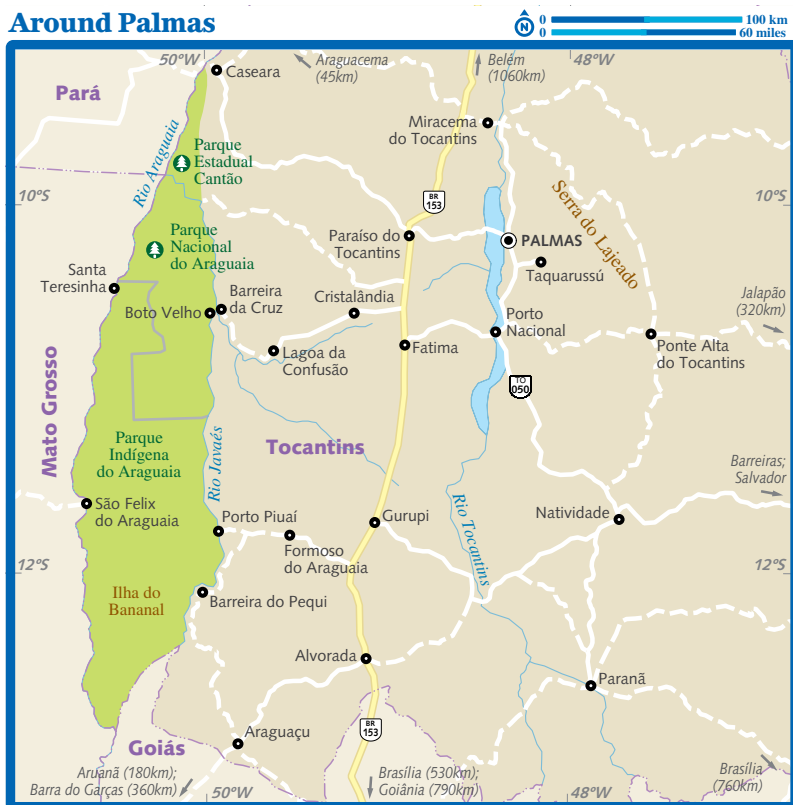 Around Palmas
N
0 100 km
0 60 miles
50°W
48°W
Araguacema
(45km)
Belém
(1060km)
Caseara
Pará
Miracema
do Tocantins
Rio Araguaia
Parque
Estadual
Cantão
10°S
10°S
BR
153
Serra do Lajeado
Parque
Nacional
do Araguaia
Paraíso do
Tocantins
PALMAS
Taquarussú
Santa
Teresinha
Barreira
da Cruz
Boto Velho
Cristalândia
Jalapão
(320km)
Porto
Nacional
Lagoa da
Confusão
Fatima
Ponte Alta
do Tocantins
TO
050
Mato Grosso
Parque
Indígena
do Araguaia
Tocantins
Rio Javaés
Barreiras;
Salvador
São Felix
do Araguaia
Porto Piuaí
Gurupi
Rio Tocantins
Natividade
Formoso
do Araguaia
12°S
12°S
Ilha do
Bananal
Barreira do Pequi
Alvorada
Paranã
BR
153
Goiás
Araguaçu
Aruanã (180km);
Barra do Garças (360km)
50°W
Brasília (530km);
Goiânia (790km)
48°W
Brasília
(760km)